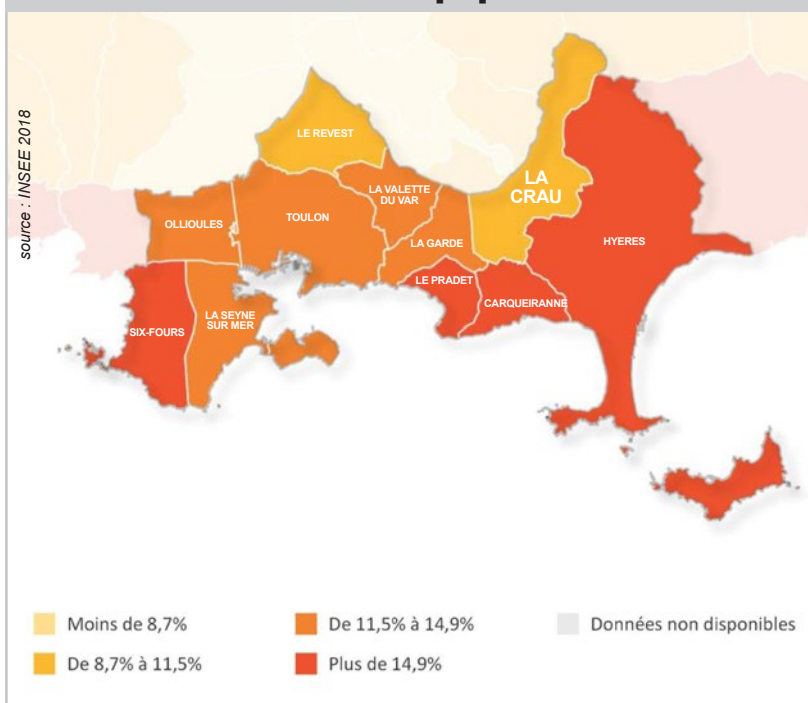 source : INSEE 2018
LE REVEST
LA VALETTE
DU VAR
LA
CRAU
OLLIOULES
TOULON
LA GARDE
HYERES
LE PRADET
CARQUEIRANNE
SIX-FOURS
LA SEYNE
SUR MER
Moins de 8,7%
De 11,5% à 14,9%
Données non disponibles
De 8,7% à 11,5%
Plus de 14,9%